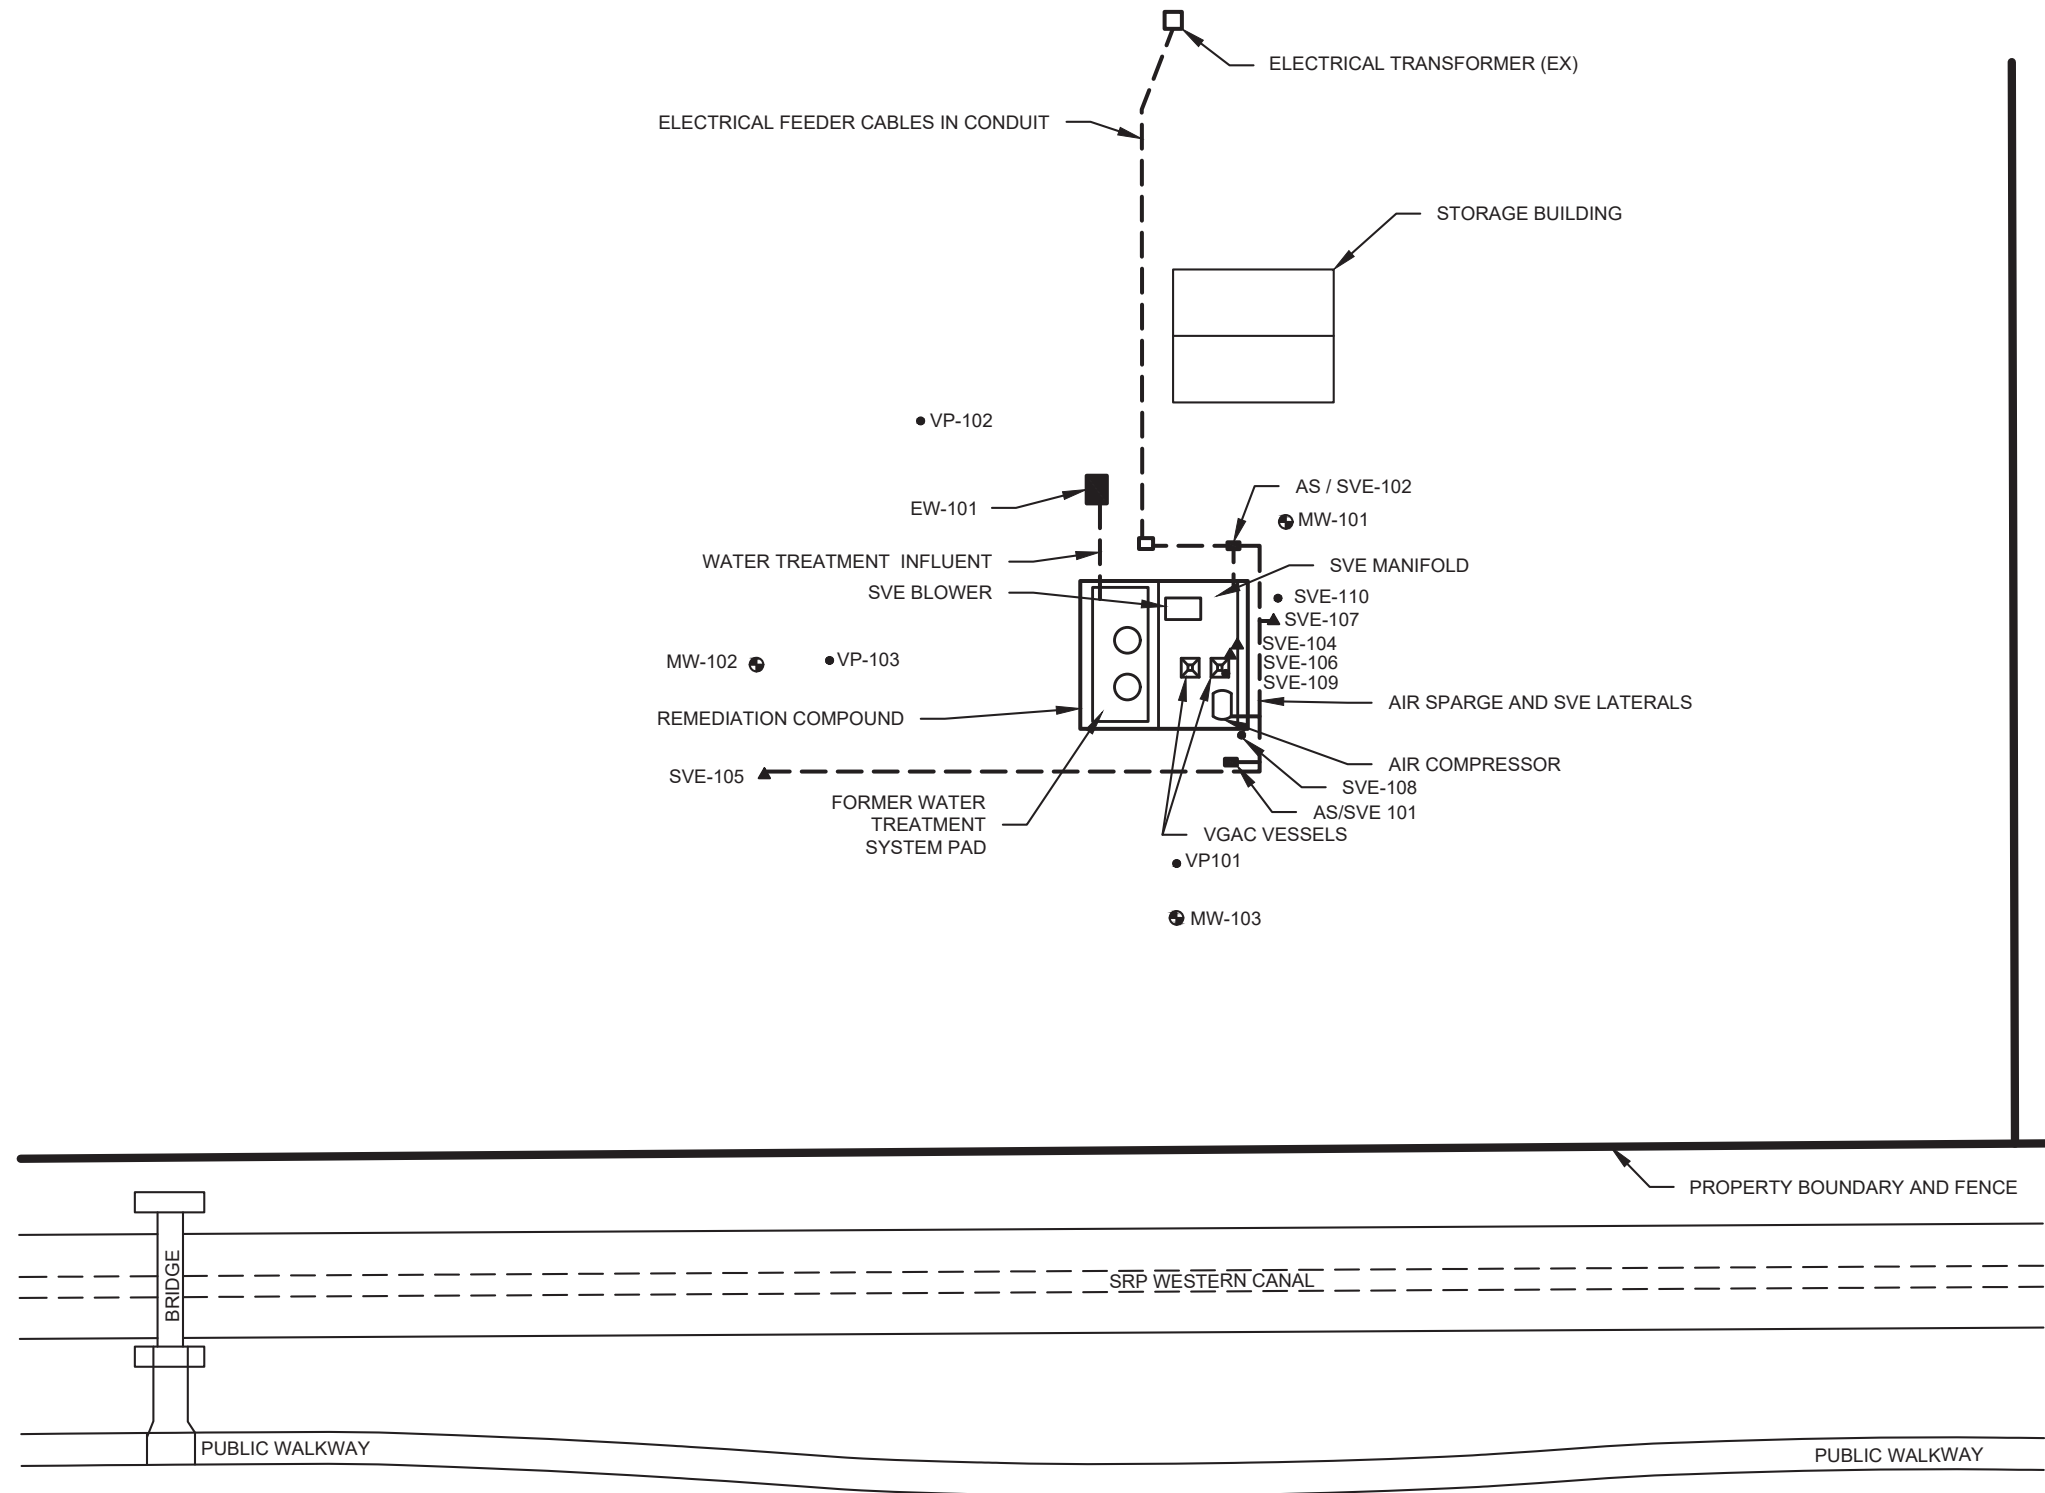 ELECTRICAL TRANSFORMER (EX)
ELECTRICAL FEEDER CABLES IN CONDUIT
STORAGE BUILDING
VP-102
AS / SVE-102
EW-101
MW-101
WATER TREATMENT  INFLUENT
SVE MANIFOLD
SVE BLOWER
SVE-110
SVE-107
SVE-104
MW-102
VP-103
SVE-106
SVE-109
AIR SPARGE AND SVE LATERALS
REMEDIATION COMPOUND
AIR COMPRESSOR
SVE-105
SVE-108
FORMER WATER
TREATMENT
SYSTEM PAD
AS/SVE 101
VGAC VESSELS
VP101
MW-103
PROPERTY BOUNDARY AND FENCE
BRIDGE
SRP WESTERN CANAL
PUBLIC WALKWAY
PUBLIC WALKWAY